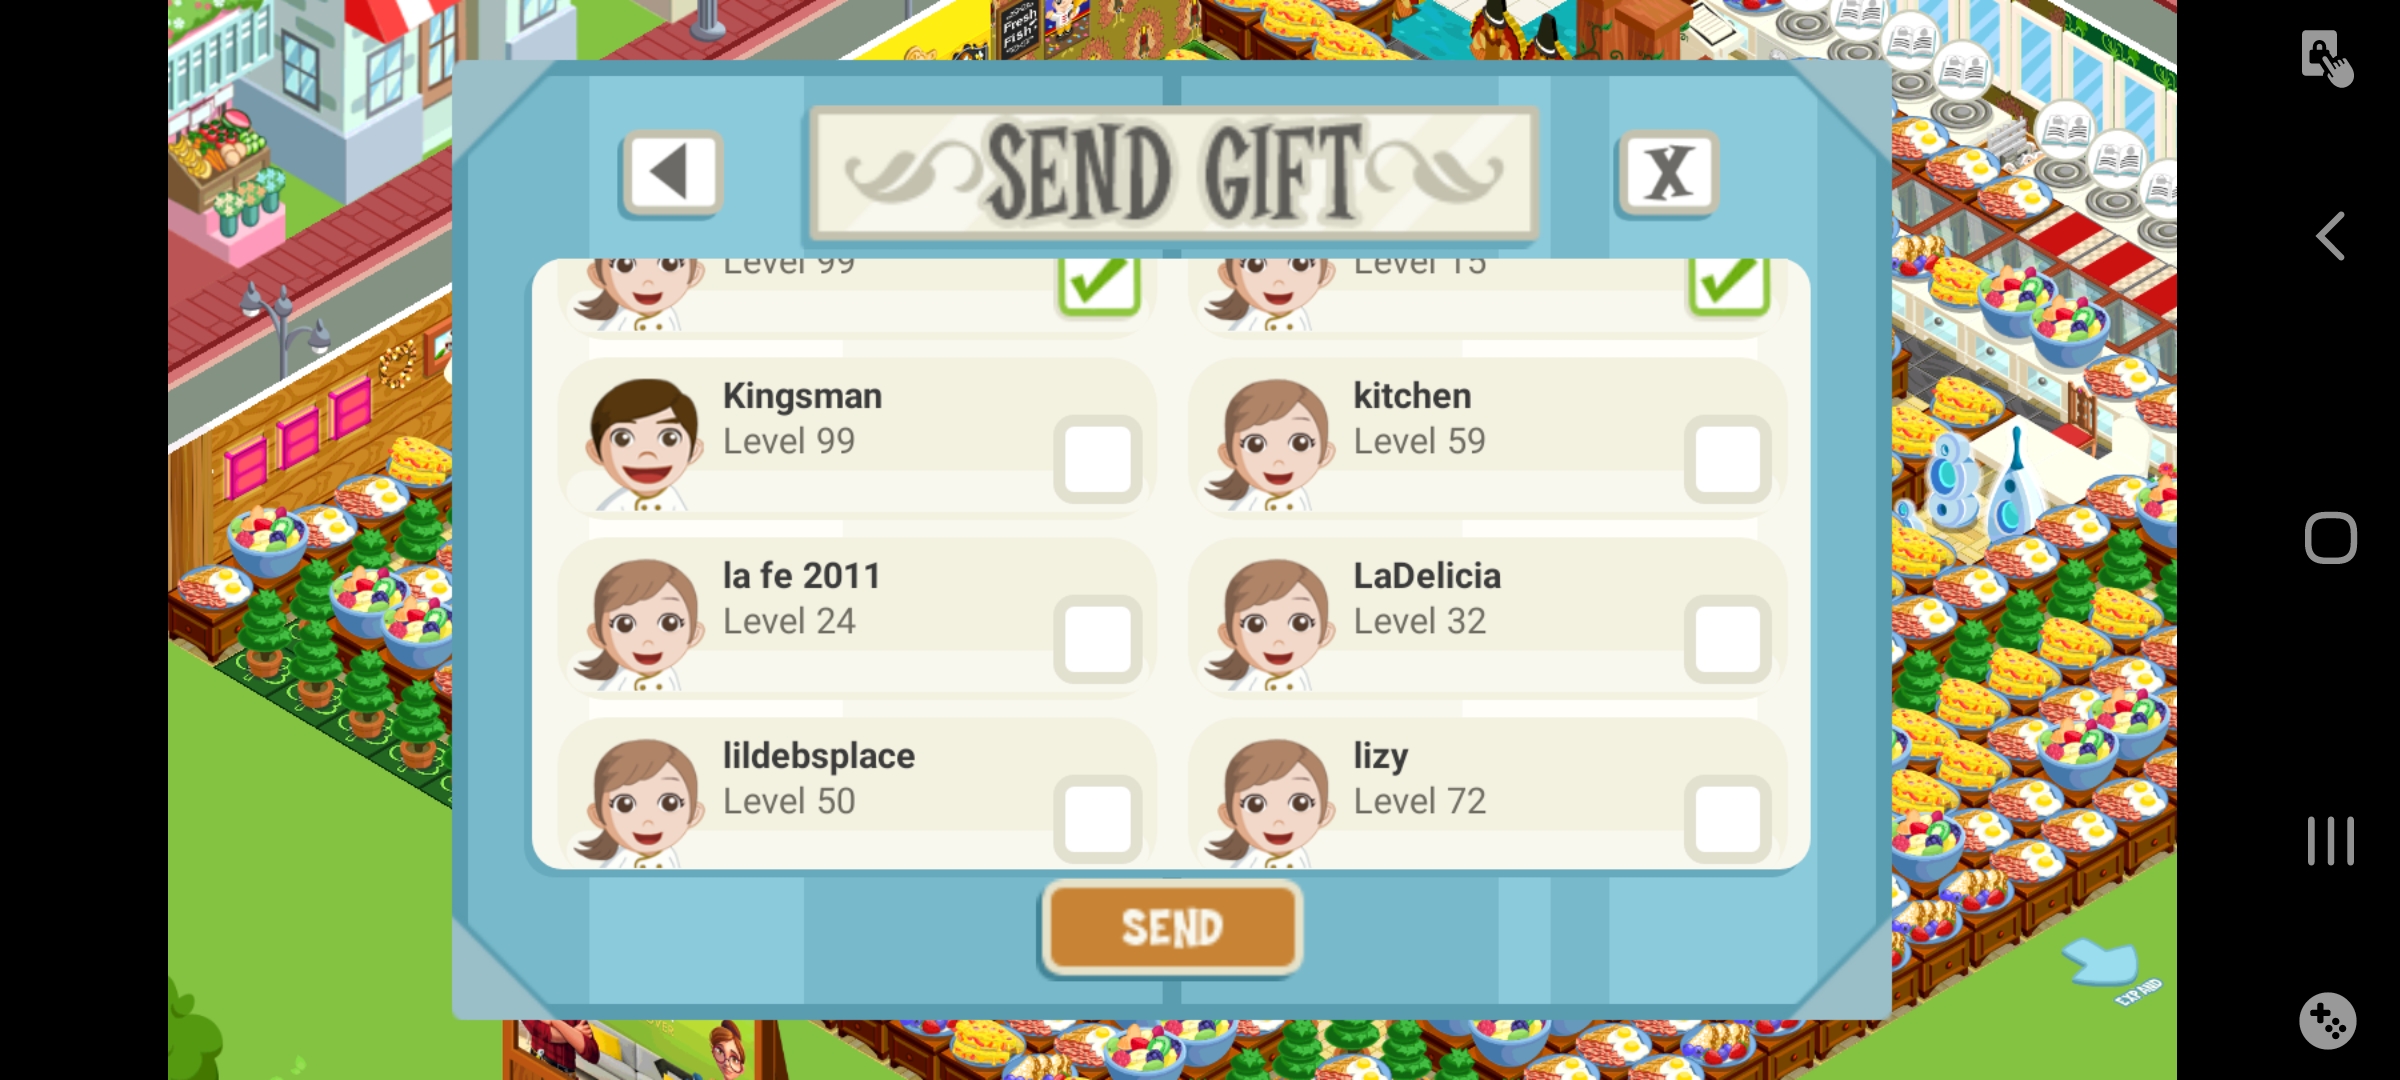 Fresh
Fish
SEND GIFT
X
Level 99
Level 15
Kingsman
Level 99
kitchen
Level 59
la fe 2011
Level 24
LaDelicia
Level 32
lildebsplace
Level 50
lizy
Level 72
SEND
EXPAND